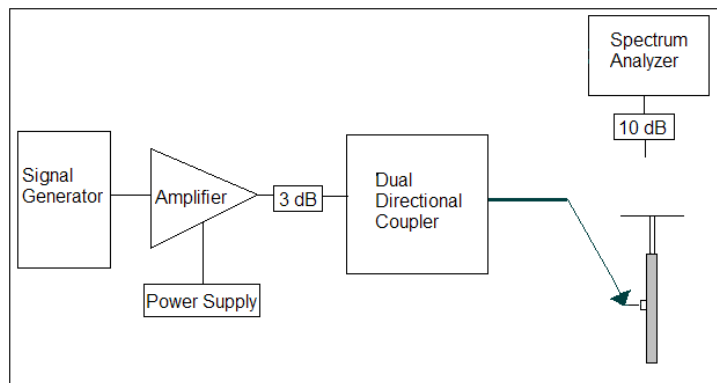 Spectrum
Analyzer
10 dB
Signal
Generator
Amplifier
3 dB
Dual
Directional
Coupler
Power Supply